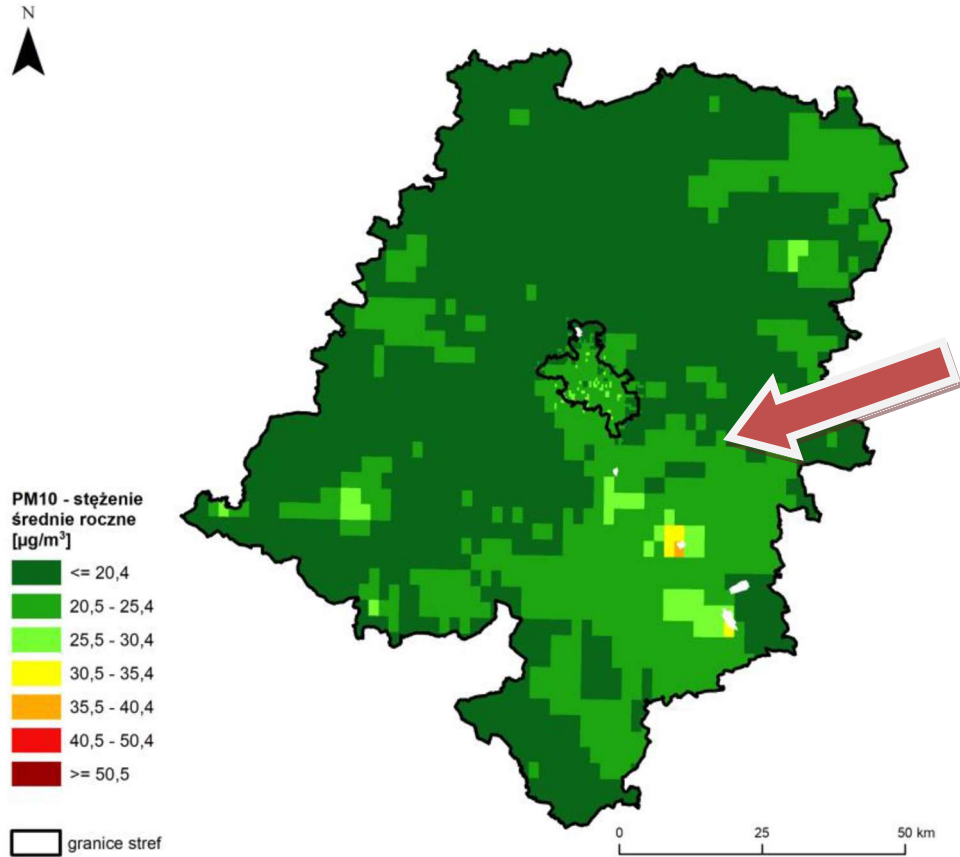 N
PM10 - stężenie
średnie roczne
[µg/m³]
<= 20,4
20,5 - 25,4
25,5 - 30,4
30,5 - 35,4
35,5 - 40,4
40,5 - 50,4
>= 50,5
granice stref
0 25 50 km